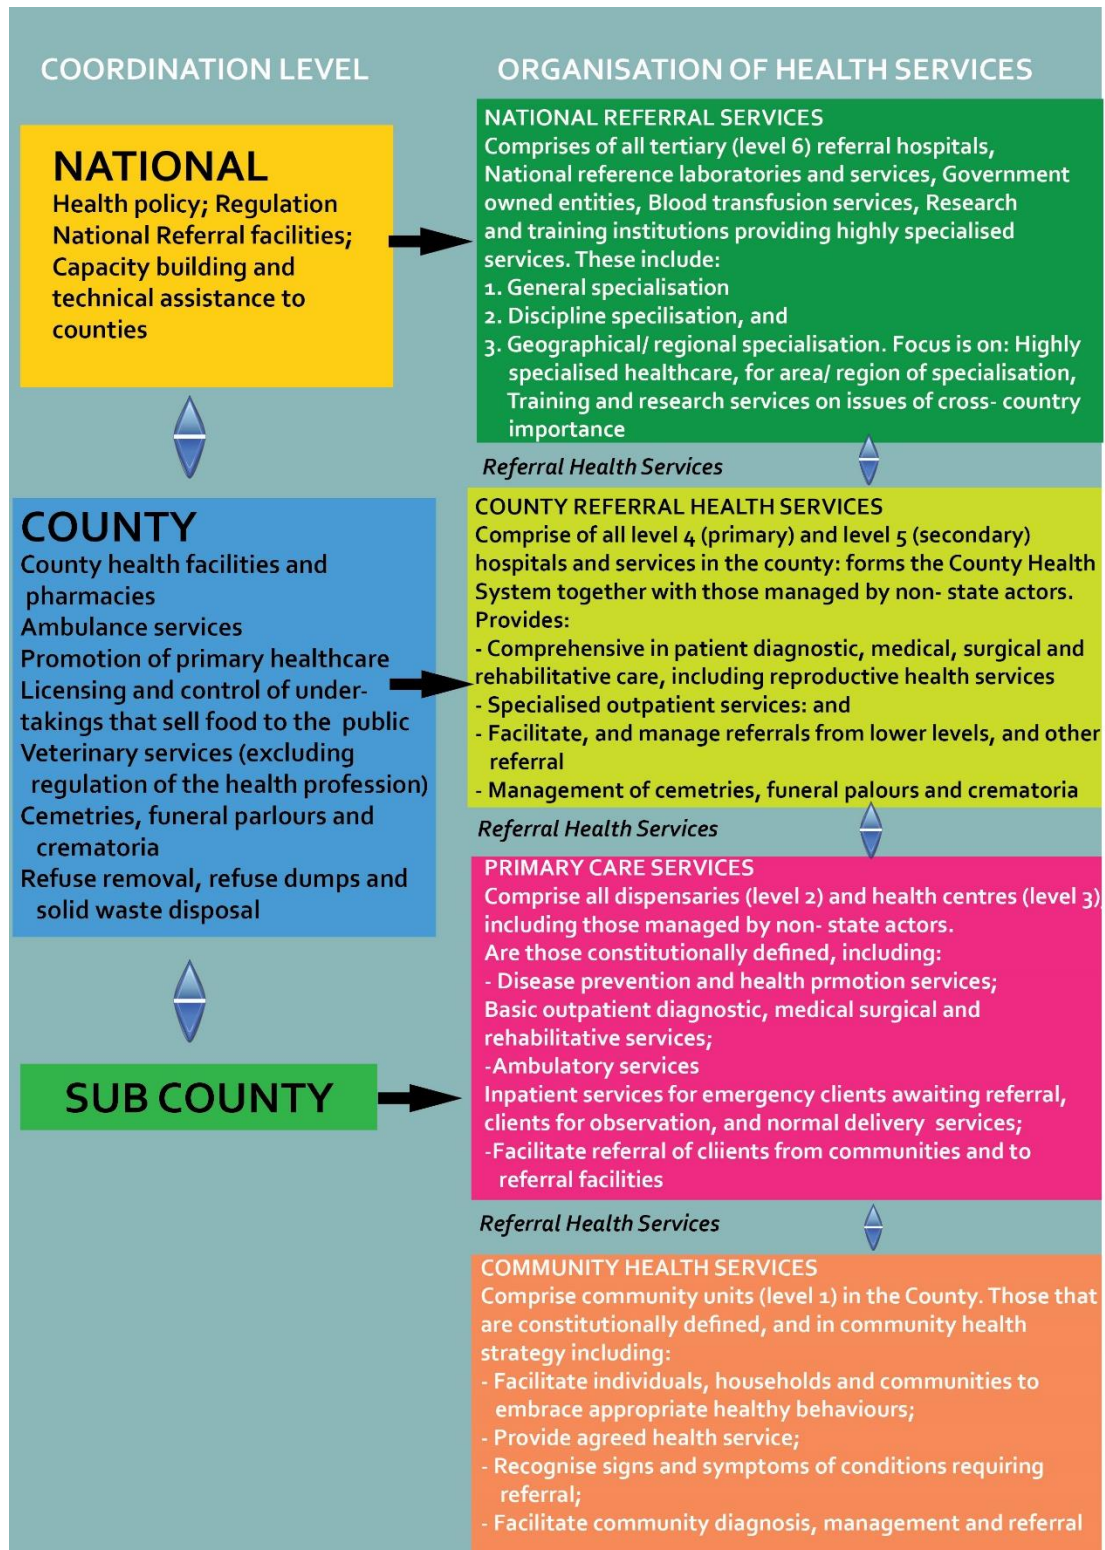 COORDINATION LEVEL
ORGANISATION OF HEALTH SERVICES
NATIONAL
Health policy; Regulation
National Referral facilities;
Capacity building and
technical assistance to
counties
NATIONAL REFERRAL SERVICES
Comprises of all tertiary (level 6) referral hospitals,
National reference laboratories and services, Government
owned entities, Blood transfusion services, Research
and training institutions providing highly specialised
services. These include:
1. General specialisation
2. Discipline specilisation, and
3. Geographical/ regional specialisation. Focus is on: Highly
specialised healthcare, for area/ region of specialisation,
Training and research services on issues of cross- country
importance
Referral Health Services
COUNTY
County health facilities and
pharmacies
Ambulance services
Promotion of primary healthcare
Licensing and control of under-
takings that sell food to the public
Veterinary services (excluding
regulation of the health profession)
Cemetries, funeral parlours and
crematoria
Refuse removal, refuse dumps and
solid waste disposal
COUNTY REFERRAL HEALTH SERVICES
Comprise of all level 4 (primary) and level 5 (secondary)
hospitals and services in the county: forms the County Health
System together with those managed by non- state actors.
Provides:
- Comprehensive in patient diagnostic, medical, surgical and
rehabilitative care, including reproductive health services
- Specialised outpatient services: and
- Facilitate, and manage referrals from lower levels, and other
referral
- Management of cemetries, funeral palours and crematoria
Referral Health Services
SUB COUNTY
PRIMARY CARE SERVICES
Comprise all dispensaries (level 2) and health centres (level 3),
including those managed by non- state actors.
Are those constitutionally defined, including:
- Disease prevention and health prmotion services;
Basic outpatient diagnostic, medical surgical and
rehabilitative services;
-Ambulatory services
Inpatient services for emergency clients awaiting referral,
clients for observation, and normal delivery services;
-Facilitate referral of cliients from communities and to
referral facilities
Referral Health Services
COMMUNITY HEALTH SERVICES
Comprise community units (level 1) in the County. Those that
are constitutionally defined, and in community health
strategy including:
- Facilitate individuals, households and communities to
embrace appropriate healthy behaviours;
- Provide agreed health service;
- Recognise signs and symptoms of conditions requiring
referral;
- Facilitate community diagnosis, management and referral